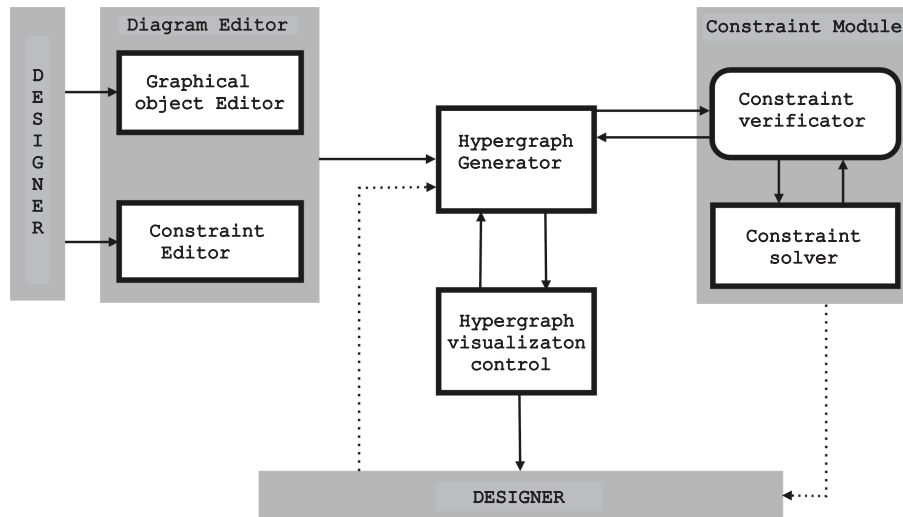 D
E
S
I
G
N
E
R
Diagram Editor
Graphical
object Editor
Constraint
Editor
Hypergraph
Generator
Hypergraph
visualizaton
control
Constraint Module
Constraint
verificator
Constraint
solver
DESIGNER